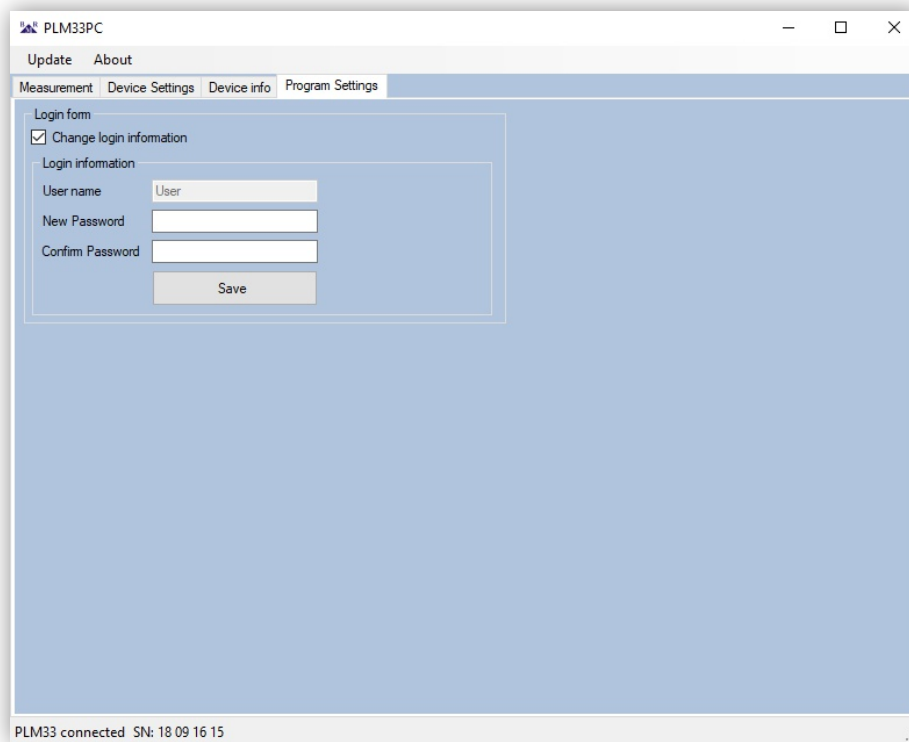 PLM33PC
Update About
Measurement Device Settings Device info Program Settings
Login form
Change login information
Login information
User name User
New Password
Confirm Password
Save
PLM33 connected SN: 18 09 16 15